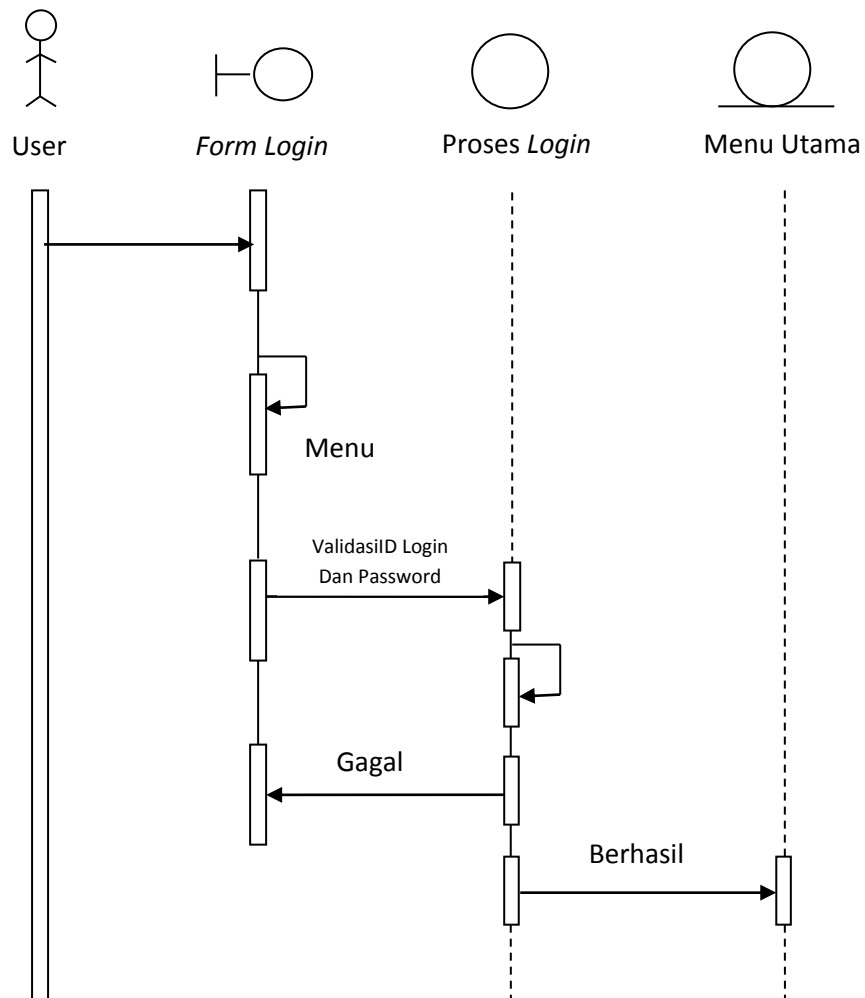 User
Form Login
Proses Login
Menu Utama
Menu
ValidasiID Login
Dan Password
Gagal
Berhasil